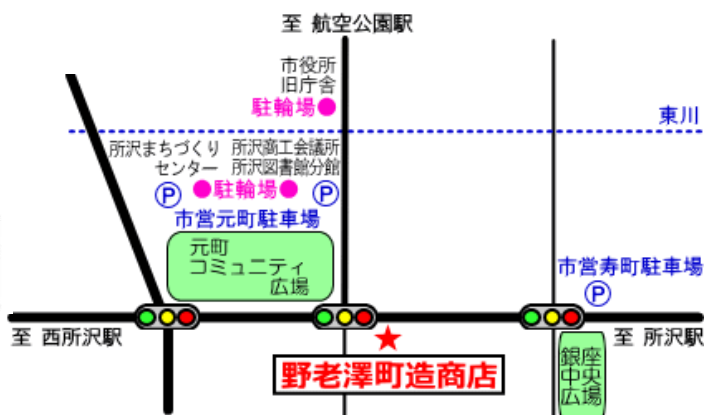 至 航空公園駅
市役所
旧庁舎
駐輪場
東川
所沢まちづくり
センター
所沢商工会議所
所沢図書館分館
P
駐輪場
P
市営元町駐車場
元町
コミュニティ
広場
市営寿町駐車場
P
至 西所沢駅
至 所沢駅
野老澤町造商店
銀座
中央
広場